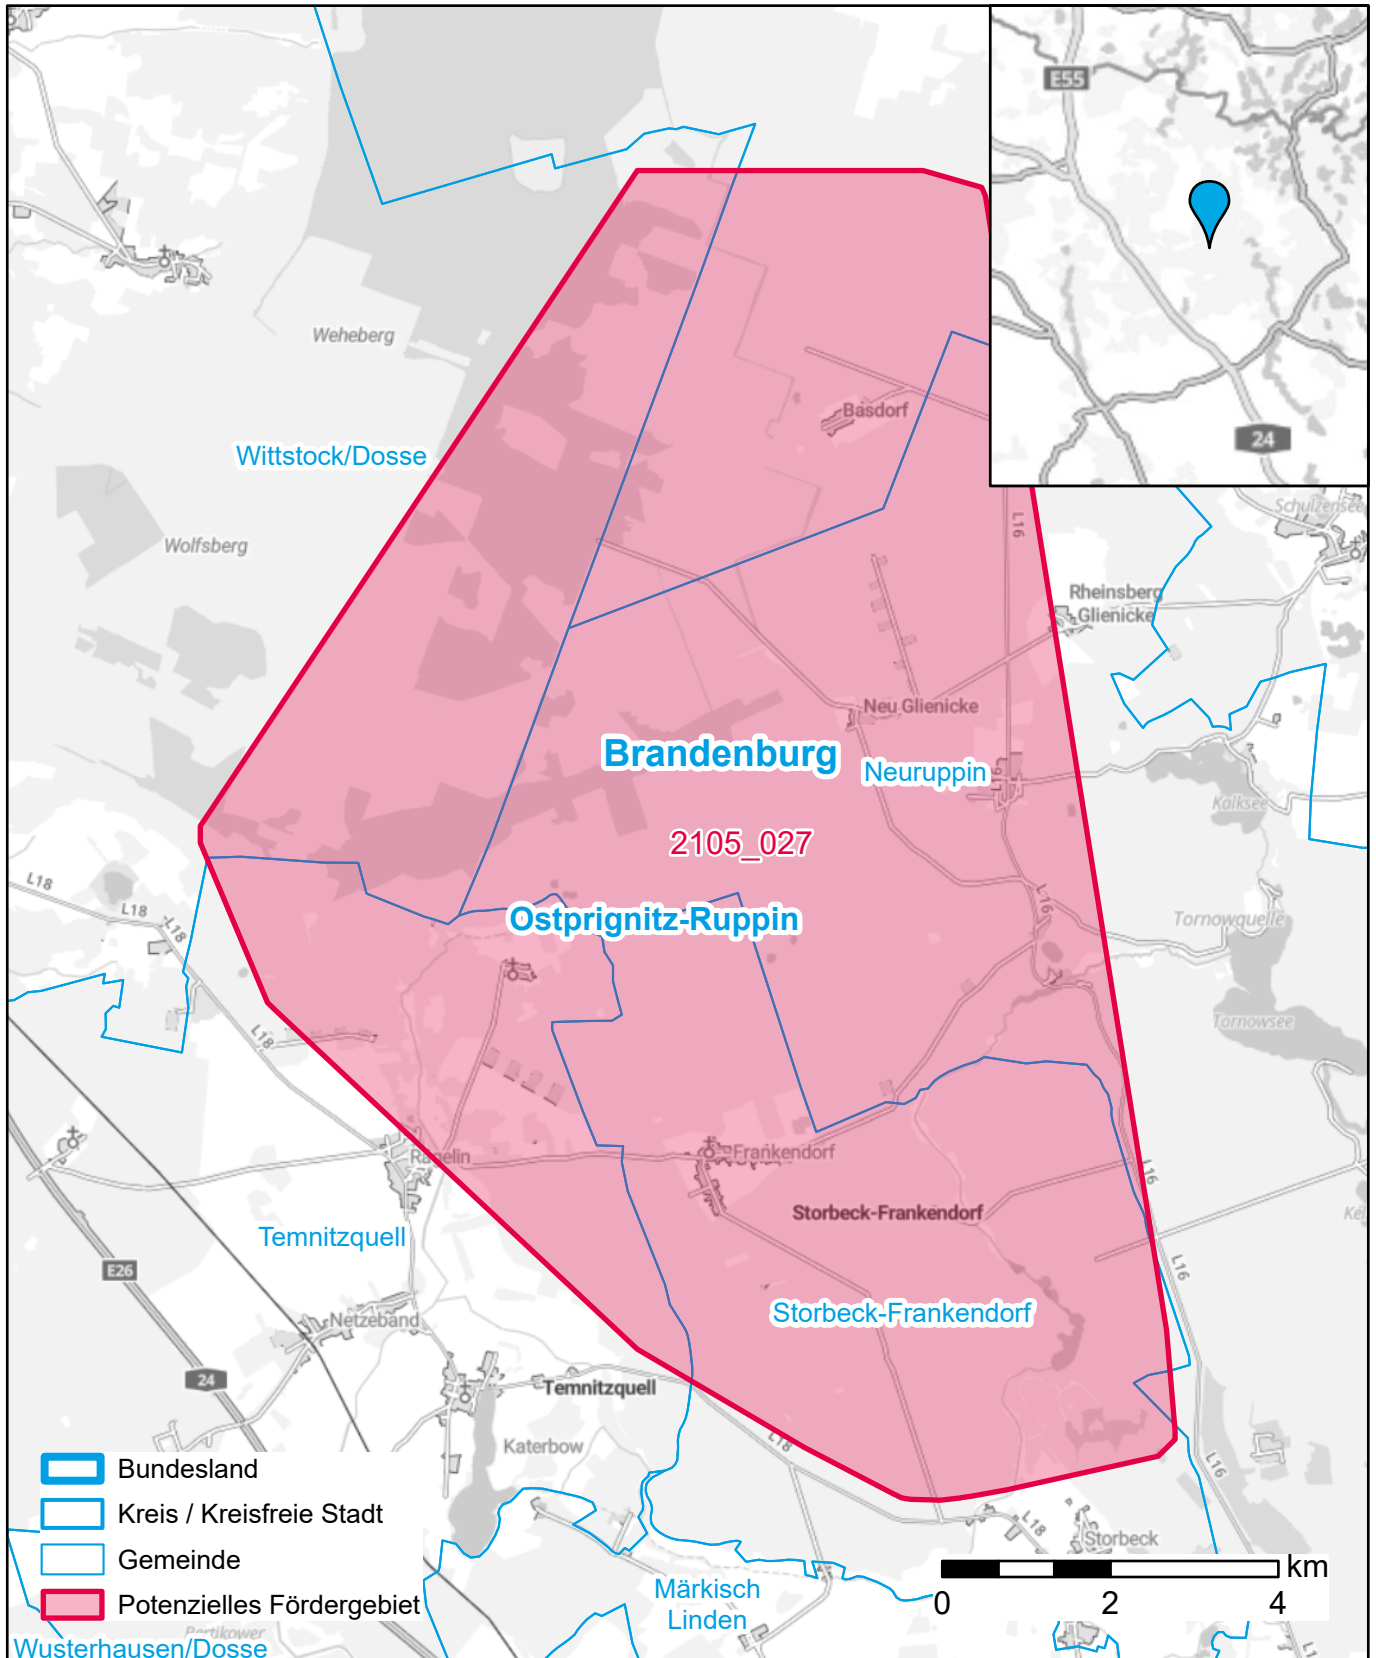 E55
24
Weheberg
Basdorf
Wittstock/Dosse
L16
Schulzensee
Wolfsberg
Rheinsberg
Glienicke
Neu Glienicke
Brandenburg
Neuruppin
L16
Kalksee
2105_027
L18
L18
L18
L16
Ostprignitz-Ruppin
Tornowquelle
Tornowsee
L18
Frankendorf
Rägelin
L16
Storbeck-Frankendorf
Temnitzquell
E26
L16
Storbeck-Frankendorf
Netzeband
24
Temnitzquell
Katerbow
L18
L16
Bundesland
Kreis / Kreisfreie Stadt
Gemeinde
Potenzielles Fördergebiet
L18
Storbeck
km
0 2 4
Märkisch
Linden
Wusterhausen/Dosse